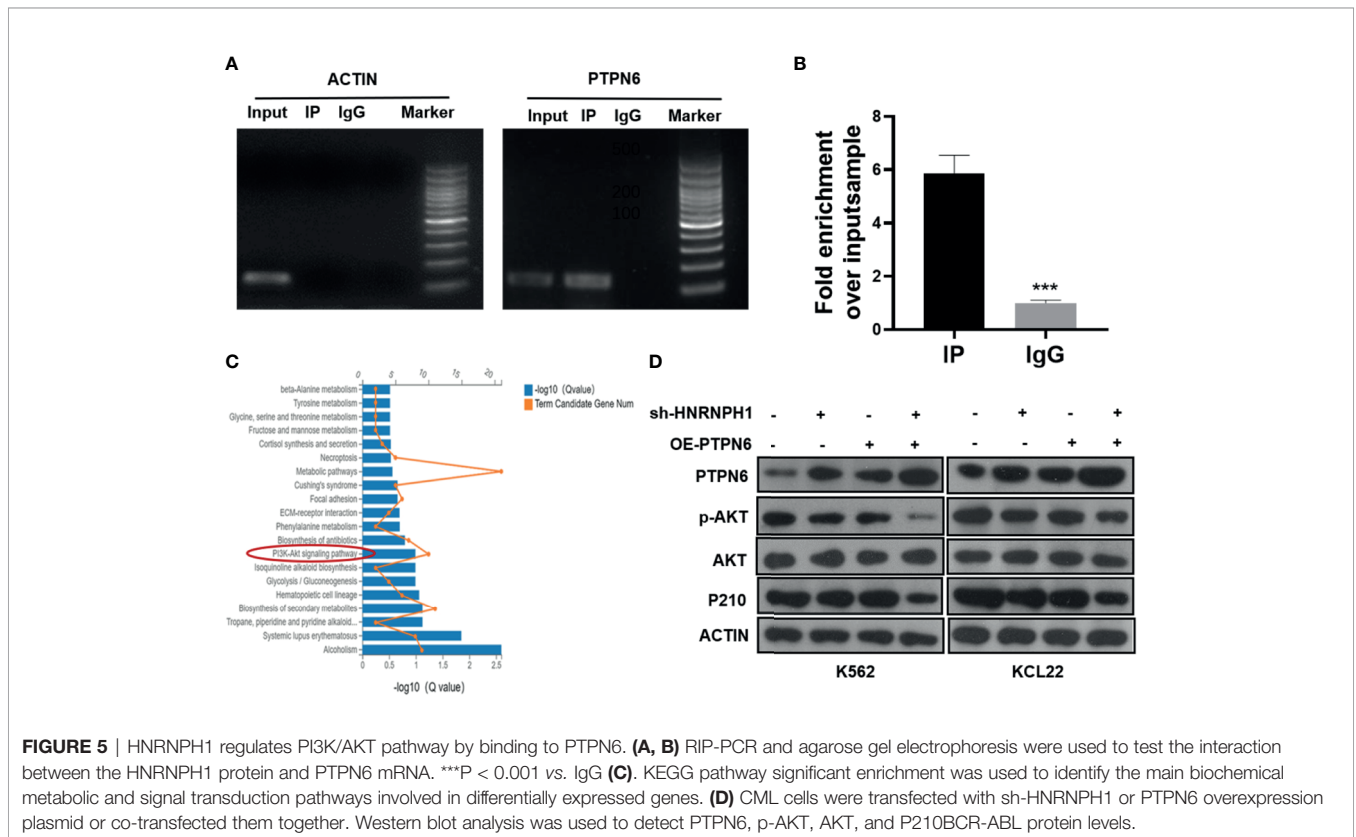 A
ACTIN
Input IP IgG Marker
PTPN6
Input IP IgG Marker
500
200
100
B
Fold enrichment
over inputsample
8
6
4
2
0
***
IP IgG
C
0 5 10 15 20
-log10 (Qvalue)
Term Candidate Gene Num
beta-Alanine metabolism
Tyrosine metabolism
Glycine, serine and threonine metabolism
Fructose and mannose metabolism
Cortisol synthesis and secretion
Necroptosis
Metabolic pathways
Cushing's syndrome
Focal adhesion
ECM-receptor interaction
Phenylalanine metabolism
Biosynthesis of antibiotics
PI3K-Akt signaling pathway
Isoquinoline alkaloid biosynthesis
Glycolysis / Gluconeogenesis
Hematopoietic cell lineage
Biosynthesis of secondary metabolites
Tropane, piperidine and pyridine alkaloid...
Systemic lupus erythematosus
Alcoholism
0 0.5 1 1.5 2 2.5
-log10 (Q value)
D
sh-HNRNPH1 - + - + - + - +
OE-PTPN6 - - + + - - + +
PTPN6
p-AKT
AKT
P210
ACTIN
K562 KCL22
FIGURE 5 | HNRNPH1 regulates PI3K/AKT pathway by binding to PTPN6. (A, B) RIP-PCR and agarose gel electrophoresis were used to test the interaction
between the HNRNPH1 protein and PTPN6 mRNA. ***P < 0.001 vs. IgG (C). KEGG pathway significant enrichment was used to identify the main biochemical
metabolic and signal transduction pathways involved in differentially expressed genes. (D) CML cells were transfected with sh-HNRNPH1 or PTPN6 overexpression
plasmid or co-transfected them together. Western blot analysis was used to detect PTPN6, p-AKT, AKT, and P210BCR-ABL protein levels.